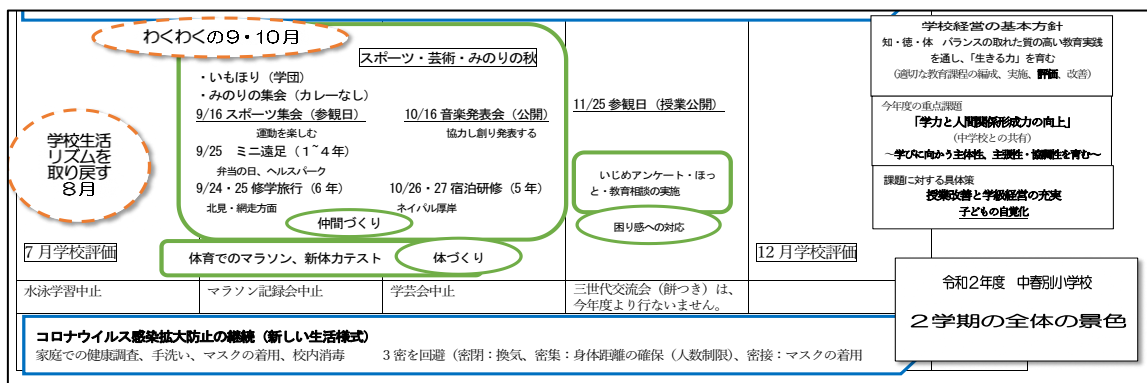 わくわくの9・10月
スポーツ・芸術・みのりの秋
・いもほり（学団）
・みのりの集会（カレーなし）
9/16 スポーツ集会（参観日）
運動を楽しむ
10/16 音楽発表会（公開）
協力し創り発表する
9/25　ミニ遠足（１~４年）
弁当の日、ヘルスパーク
9/24・25 修学旅行（6 年）
北見・網走方面
10/26・27 宿泊研修（５年）
ネイパル厚岸
仲間づくり
学校生活
リズムを
取り戻す
８月
7 月学校評価
体育でのマラソン、新体力テスト
体づくり
11/25 参観日（授業公開）
いじめアンケート・ほっ
と・教育相談の実施
困り感への対応
12 月学校評価
水泳学習中止
マラソン記録会中止
学芸会中止
三世代交流会（餅つき）は、
今年度より行ないません。
コロナウイルス感染拡大防止の継続（新しい生活様式）
家庭での健康調査、手洗い、マスクの着用、校内消毒　　３密を回避（密閉：換気、密集：身体距離の確保（人数制限）、密接：マスクの着用
学校経営の基本方針
知・徳・体　バランスの取れた質の高い教育実践
を通し、「生きる力」を育む
（適切な教育課程の編成、実施、評価、改善）
今年度の重点課題
「学力と人間関係形成力の向上」
（中学校との共有）
～学びに向かう主体性、主張性・協調性を育む～
課題に対する具体策
授業改善と学級経営の充実
子どもの自覚化
令和２年度　中春別小学校
２学期の全体の景色